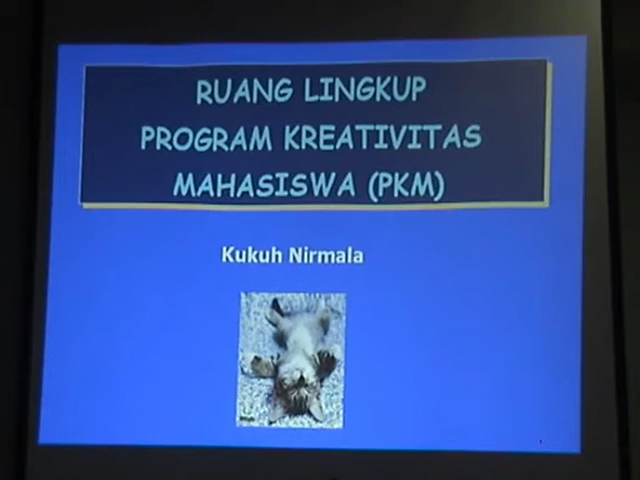 RUANG LINGKUP
PROGRAM KREATIVITAS
MAHASISWA (PKM)
Kukuh Nirmala